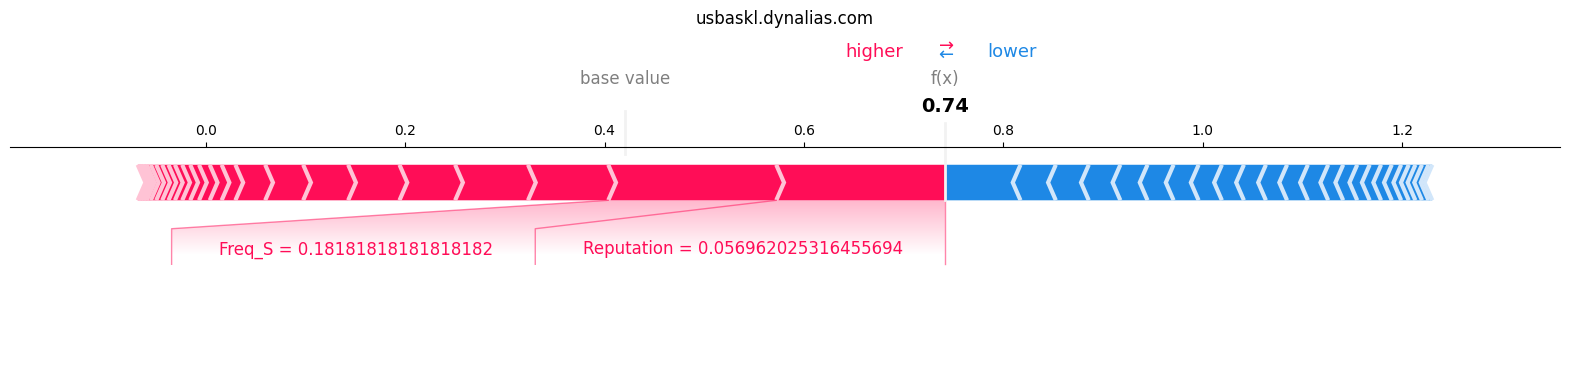 usbaskl.dynalias.com
higher → ← lower
base value f(x)
0.74
0.0 0.2 0.4 0.6 0.8 1.0 1.2
Freq_S = 0.18181818181818182 Reputation = 0.056962025316455694